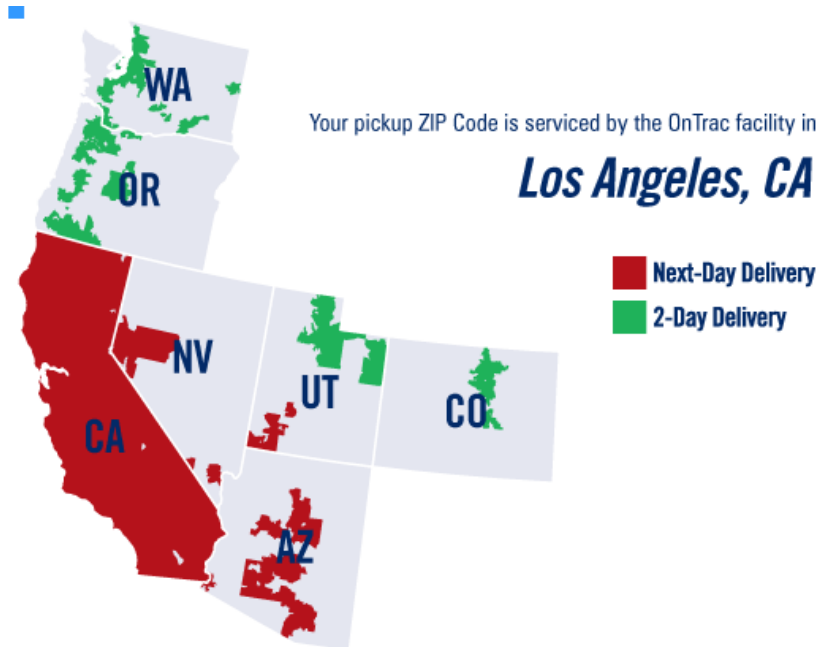 WA
Your pickup ZIP Code is serviced by the OnTrac facility in
Los Angeles, CA
OR
Next-Day Delivery
2-Day Delivery
NV
UT
CO
CA
AZ